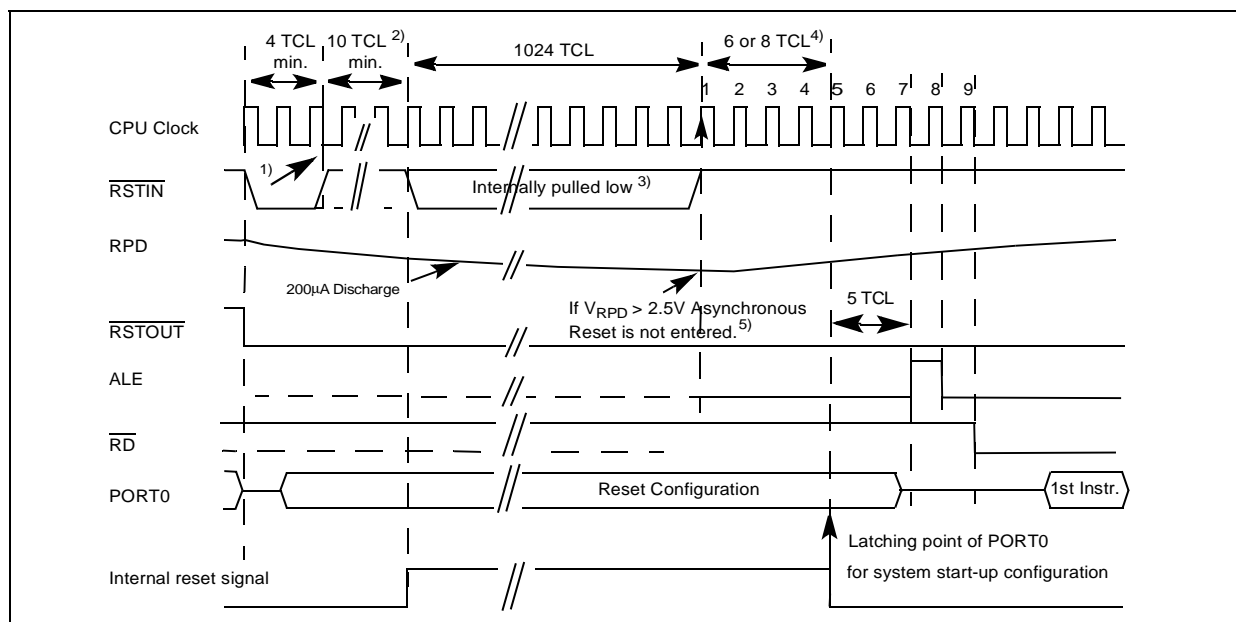 4 TCL min.
10 TCL 2) min.
1024 TCL
6 or 8 TCL4)
1 2 3 4 5 6 7 8 9
CPU Clock
1)
RSTIN
Internally pulled low 3)
RPD
200µA Discharge
If VRPD > 2.5V Asynchronous
Reset is not entered.5)
5 TCL
RSTOUT
ALE
RD
PORT0
Reset Configuration
1st Instr.
Latching point of PORT0
for system start-up configuration
Internal reset signal